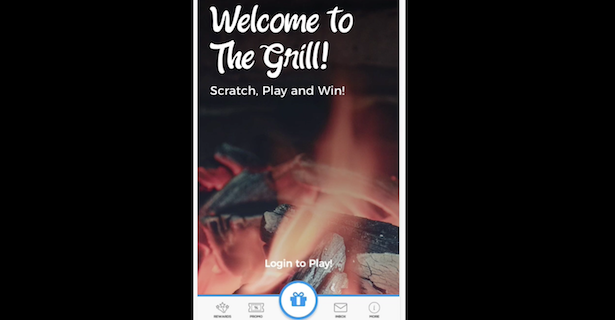 Welcome to
The Grill!
Scratch, Play and Win!
Login to Play!
REWARDS PROMO INBOX MORE